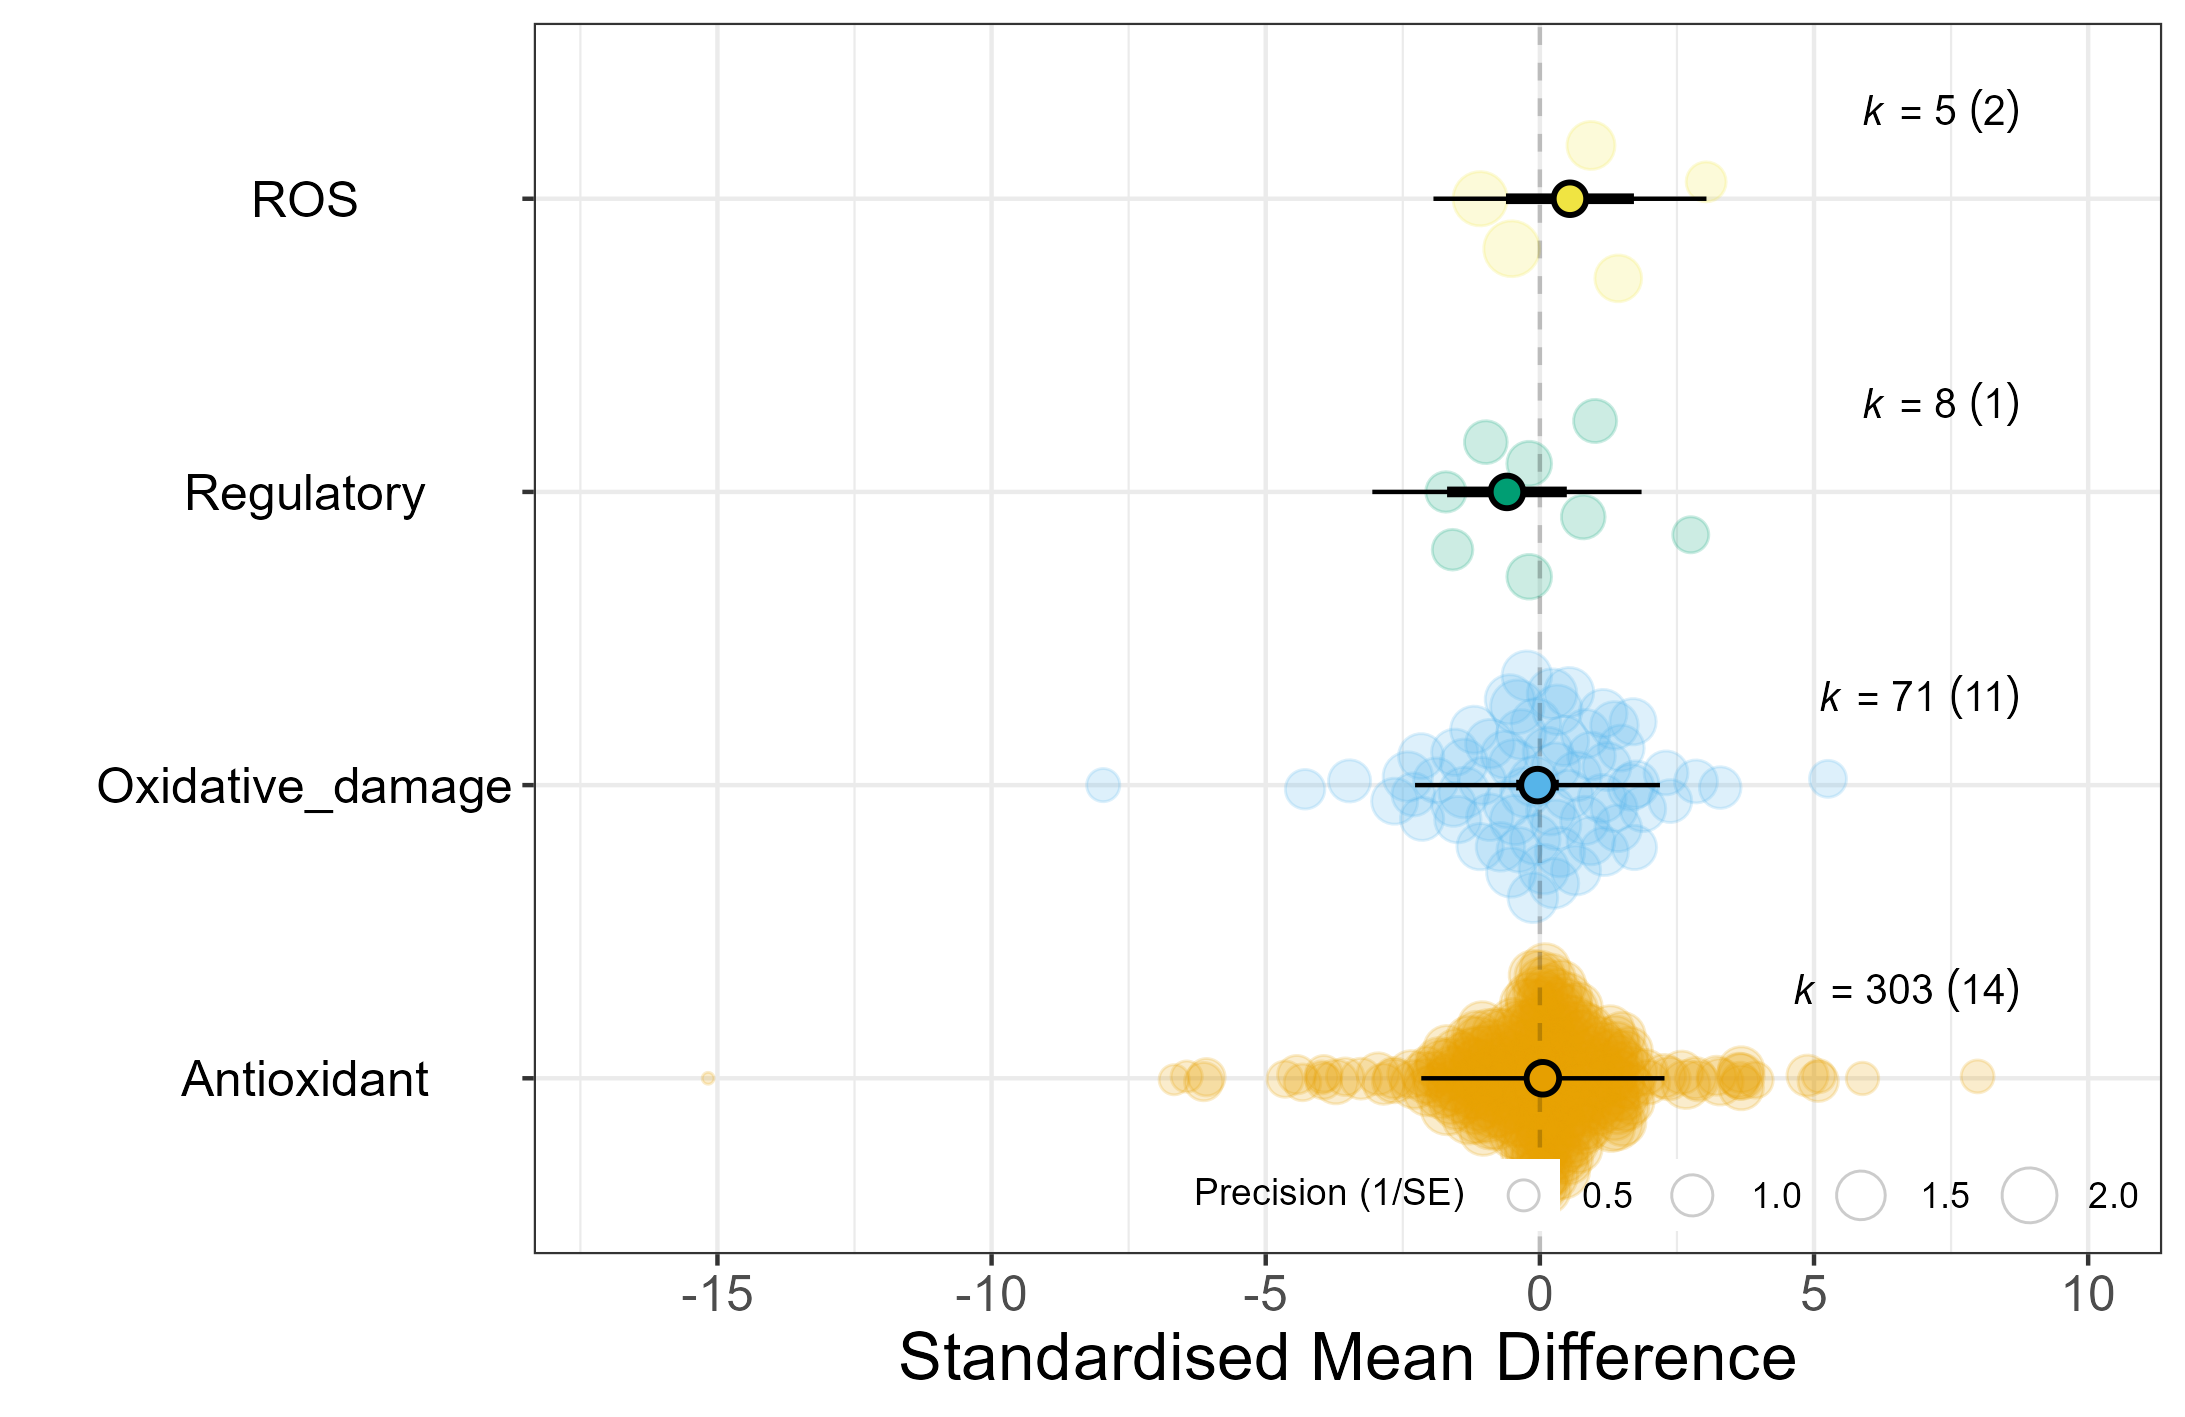 k = 5 (2)
ROS
k = 8 (1)
Regulatory
k = 71 (11)
Oxidative_damage
k = 303 (14)
Antioxidant
Precision (1/SE) 0.5 1.0 1.5 2.0
-15 -10 -5 0 5 10
Standardised Mean Difference